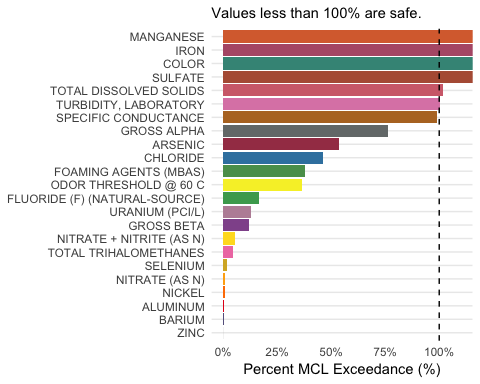 Values less than 100% are safe.
MANGANESE
IRON
COLOR
SULFATE
TOTAL DISSOLVED SOLIDS
TURBIDITY, LABORATORY
SPECIFIC CONDUCTANCE
GROSS ALPHA
ARSENIC
CHLORIDE
FOAMING AGENTS (MBAS)
ODOR THRESHOLD @ 60 C
FLUORIDE (F) (NATURAL-SOURCE)
URANIUM (PCI/L)
GROSS BETA
NITRATE + NITRITE (AS N)
TOTAL TRIHALOMETHANES
SELENIUM
NITRATE (AS N)
NICKEL
ALUMINUM
BARIUM
ZINC
0% 25% 50% 75% 100%
Percent MCL Exceedance (%)